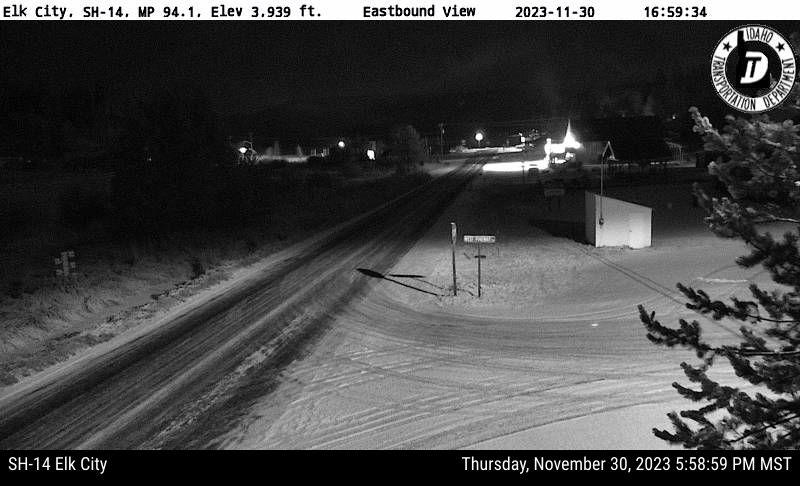 Elk City, SH-14, MP 94.1, Elev 3,939 ft. Eastbound View 2023-11-30 16:59:34
IDAHO
TRANSPORTATION DEPARTMENT
SH-14 Elk City Thursday, November 30, 2023 5:58:59 PM MST